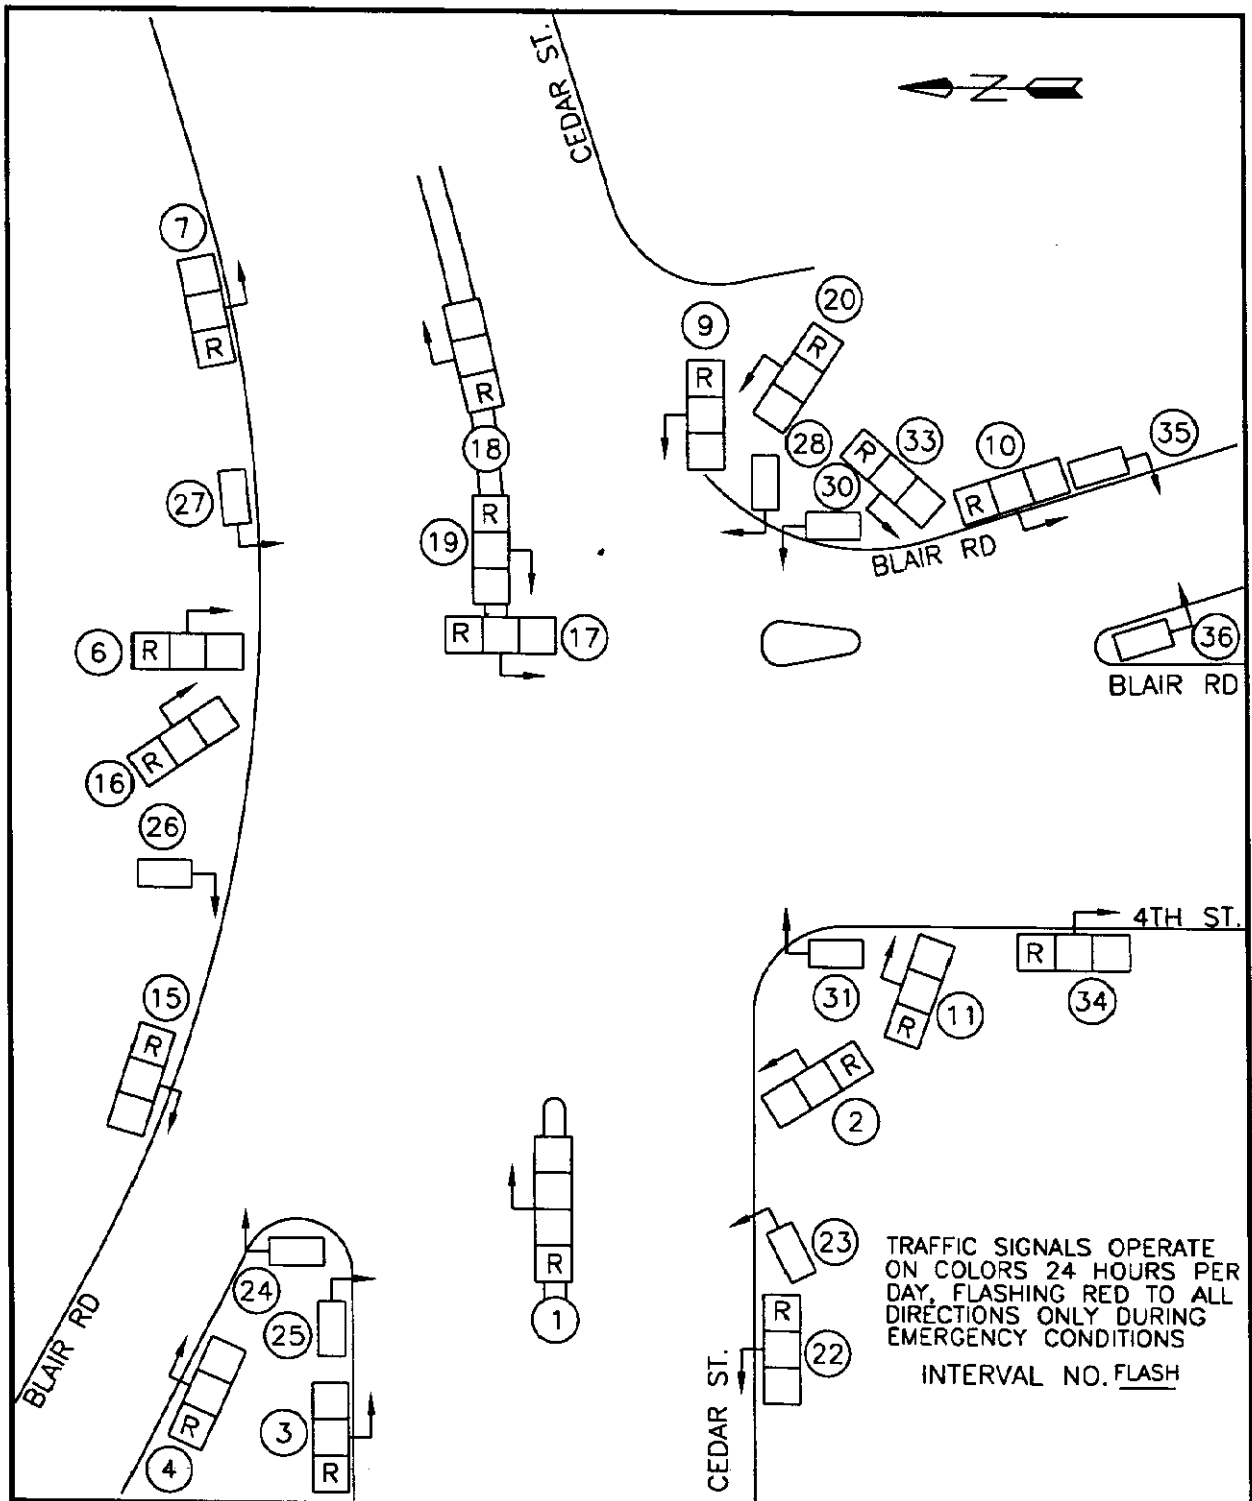 CEDAR ST.
N
7
20
9
R
R
R
R
35
33
10
28
18
R
R
27
30
R
19
R
BLAIR RD
6
R
R
17
36
BLAIR RD
16
R
26
4TH ST.
R
31
34
15
R
R
11
R
2
R
23
24
1
25
TRAFFIC SIGNALS OPERATE
ON COLORS 24 HOURS PER
DAY, FLASHING RED TO ALL
DIRECTIONS ONLY DURING
EMERGENCY CONDITIONS
INTERVAL NO. FLASH
R
22
BLAIR RD
R
3
4
R
CEDAR ST.